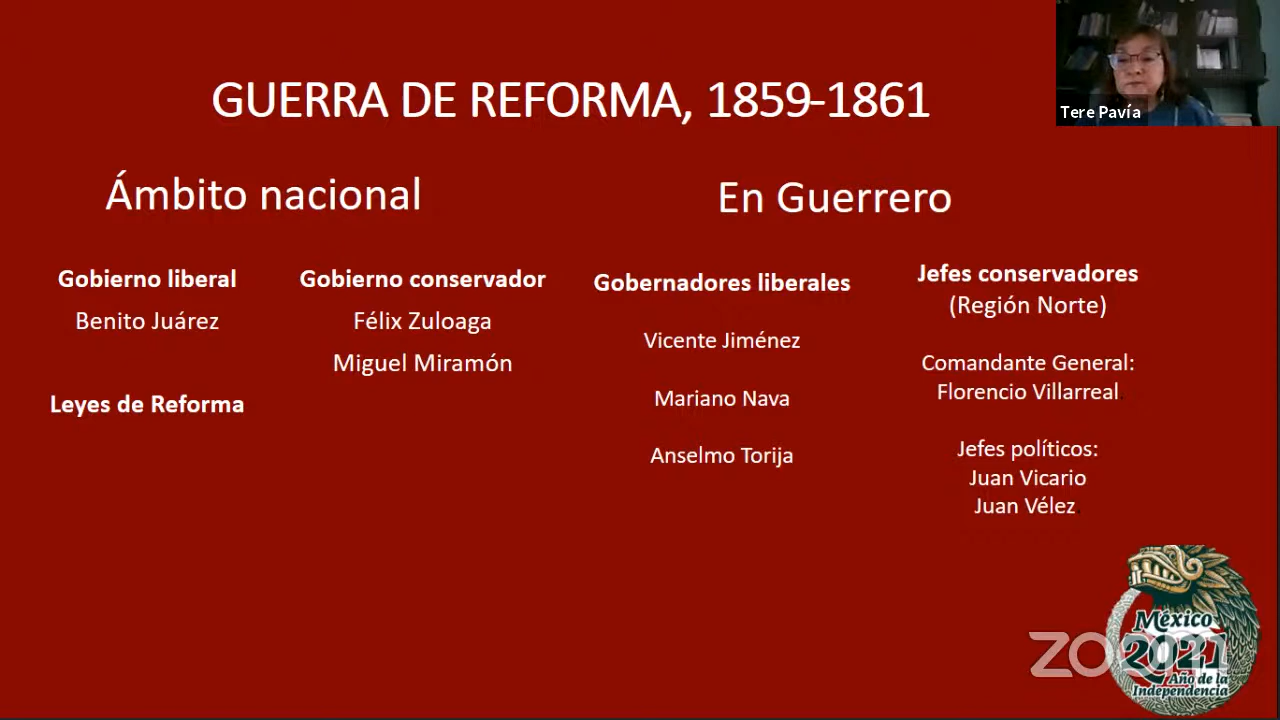 GUERRA DE REFORMA, 1859-1861
Tere Pavía
Ámbito nacional
En Guerrero
Gobierno liberal
Benito Juárez
Leyes de Reforma
Gobierno conservador
Félix Zuloaga
Miguel Miramón
Gobernadores liberales
Vicente Jiménez
Mariano Nava
Anselmo Torija
Jefes conservadores
(Región Norte)
Comandante General:
Florencio Villarreal.
Jefes políticos:
Juan Vicario
Juan Vélez.
México
2021
Año de la
Independencia
zoom